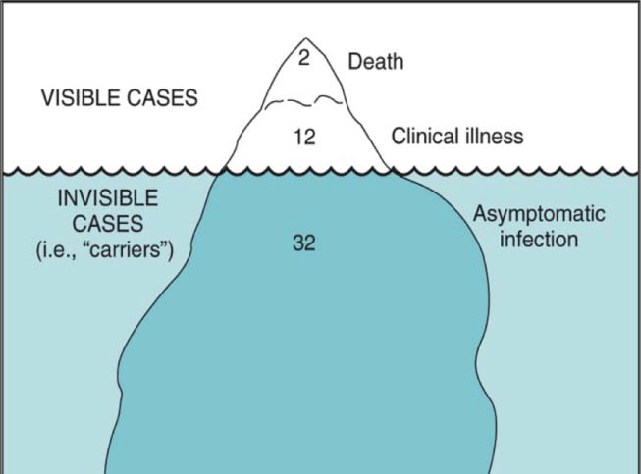 2
Death
VISIBLE CASES
12
Clinical illness
INVISIBLE
CASES
(i.e., “carriers”)
Asymptomatic
infection
32